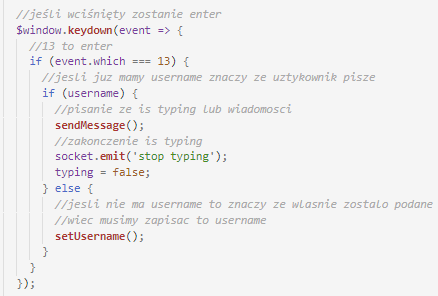 //jeśli wciśnięty zostanie enter
$window.keydown(event => {
//13 to enter
if (event.which === 13) {
//jesli juz mamy username znaczy ze uztykownik pisze
if (username) {
//pisanie ze is typing lub wiadomosci
sendMessage();
//zakonczenie is typing
socket.emit('stop typing');
typing = false;
} else {
//jesli nie ma username to znaczy ze wlasnie zostalo podane
//wiec musimy zapisac to username
setUsername();
}
}
});